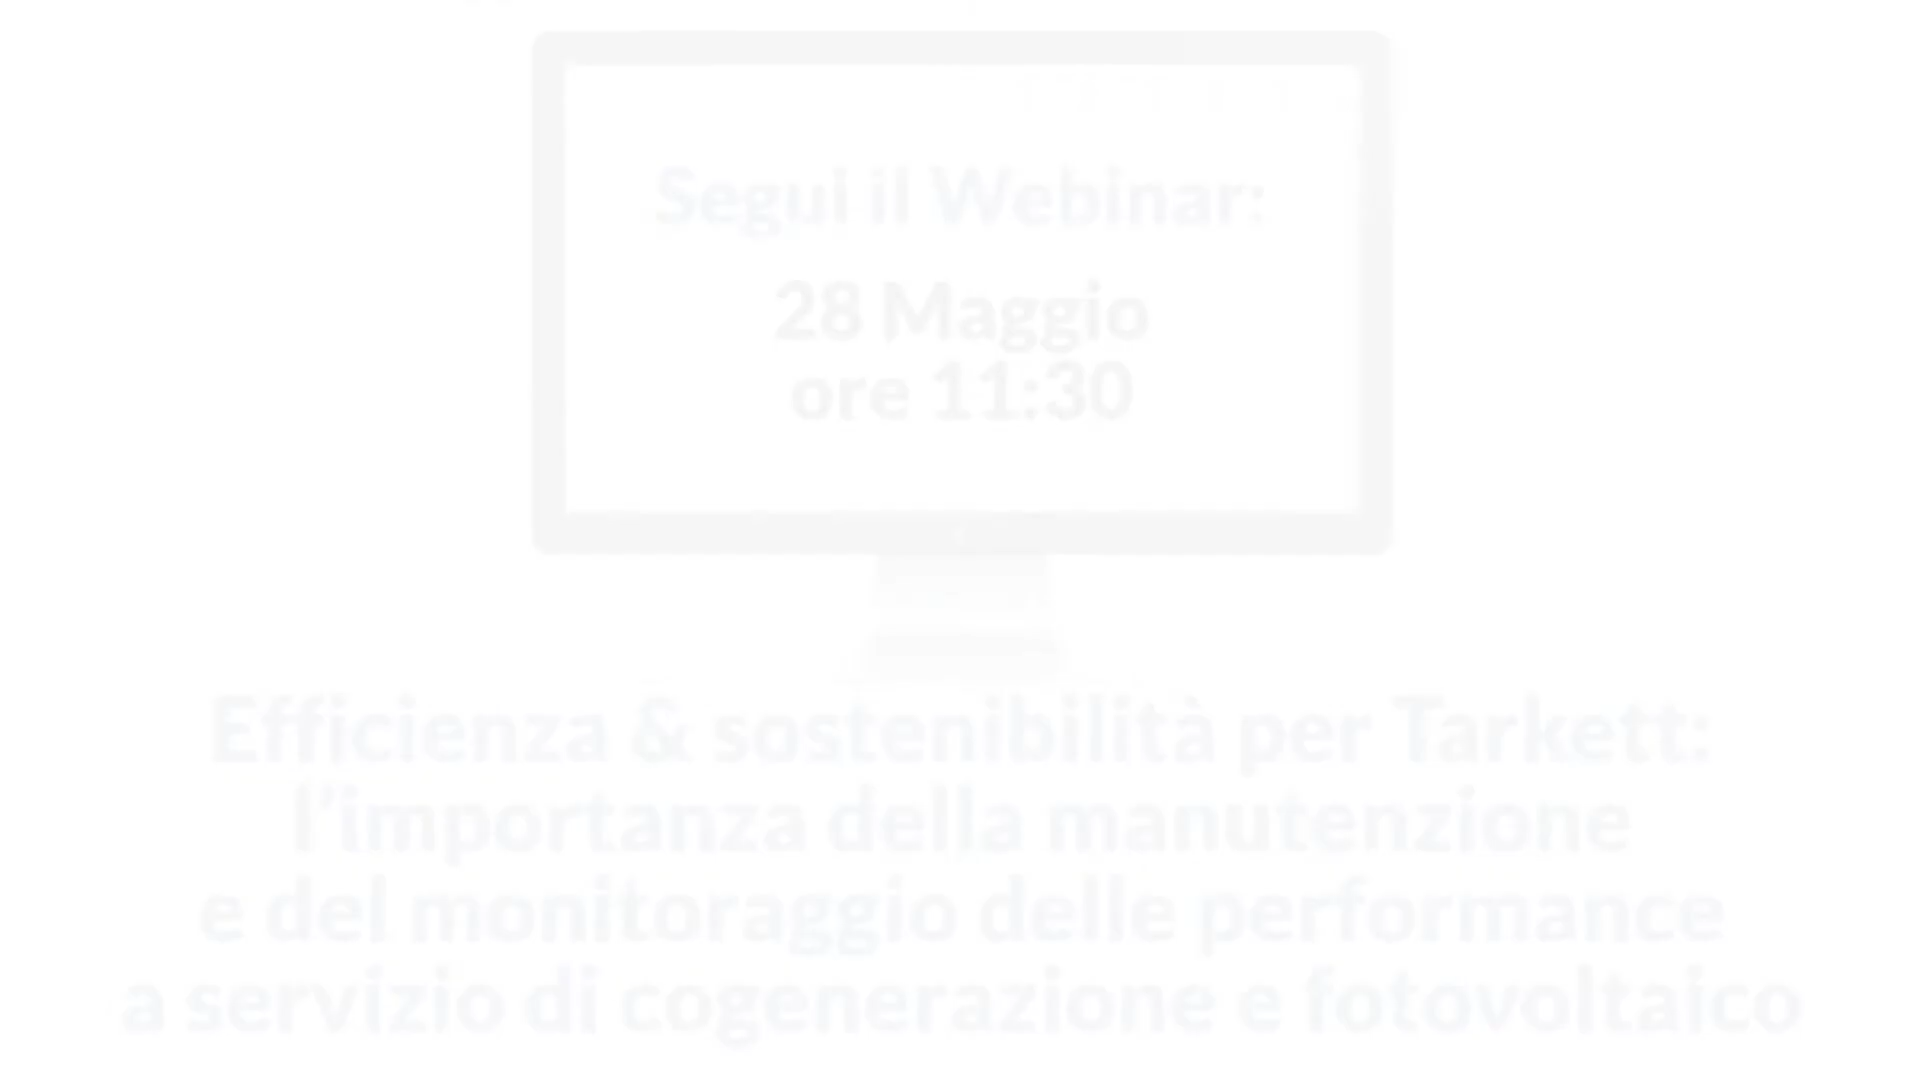 Segui il Webinar:
28 Maggio
ore 11:30
Efficienza & sostenibilità per Tarkett:
l'importanza della manutenzione
e del monitoraggio delle performance
a servizio di cogenerazione e fotovoltaico